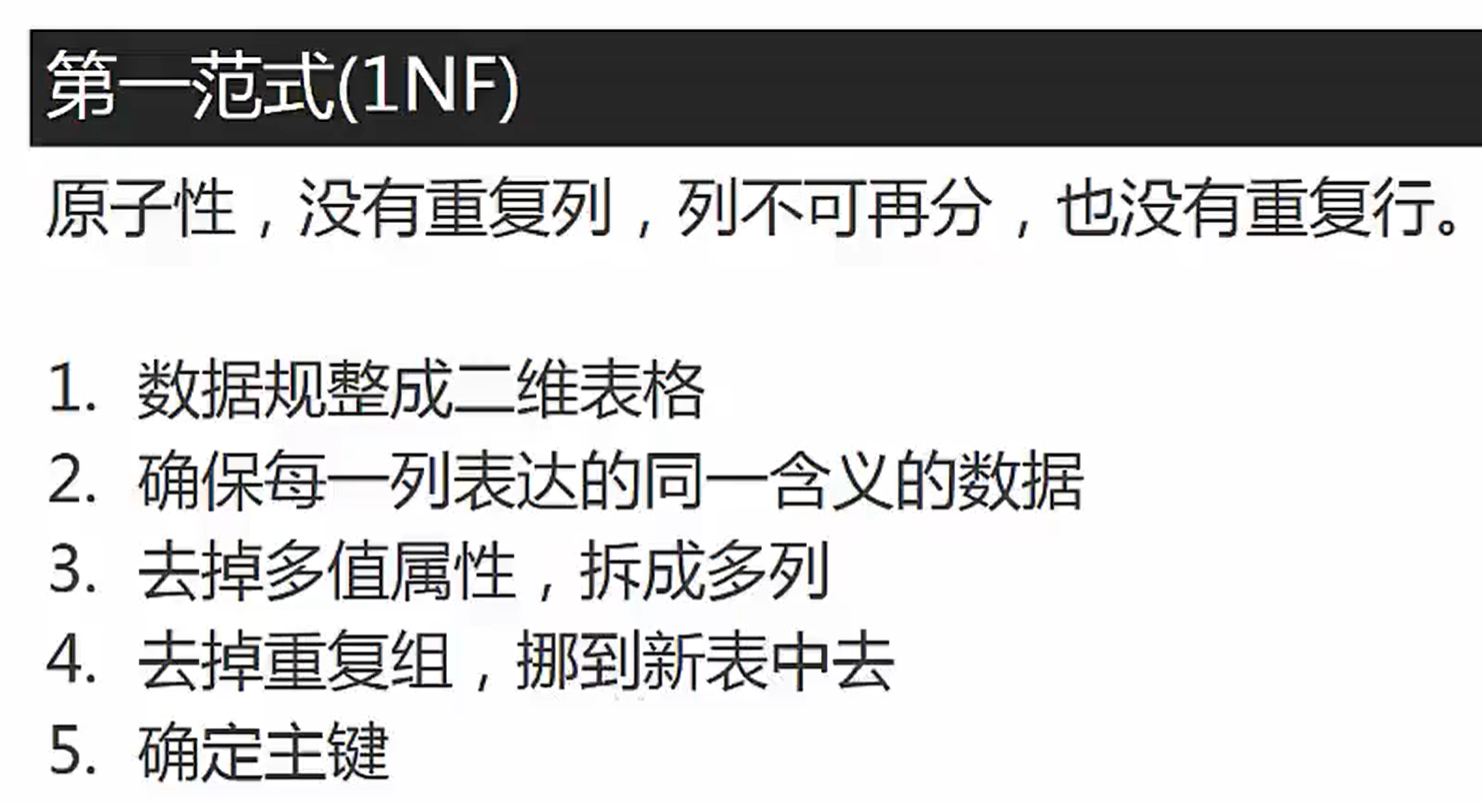 第一范式(1NF)
原子性，没有重复列，列不可再分，也没有重复行。
1. 数据规整成二维表格
2. 确保每一列表达的同一含义的数据
3. 去掉多值属性，拆成多列
4. 去掉重复组，挪到新表中去
5. 确定主键